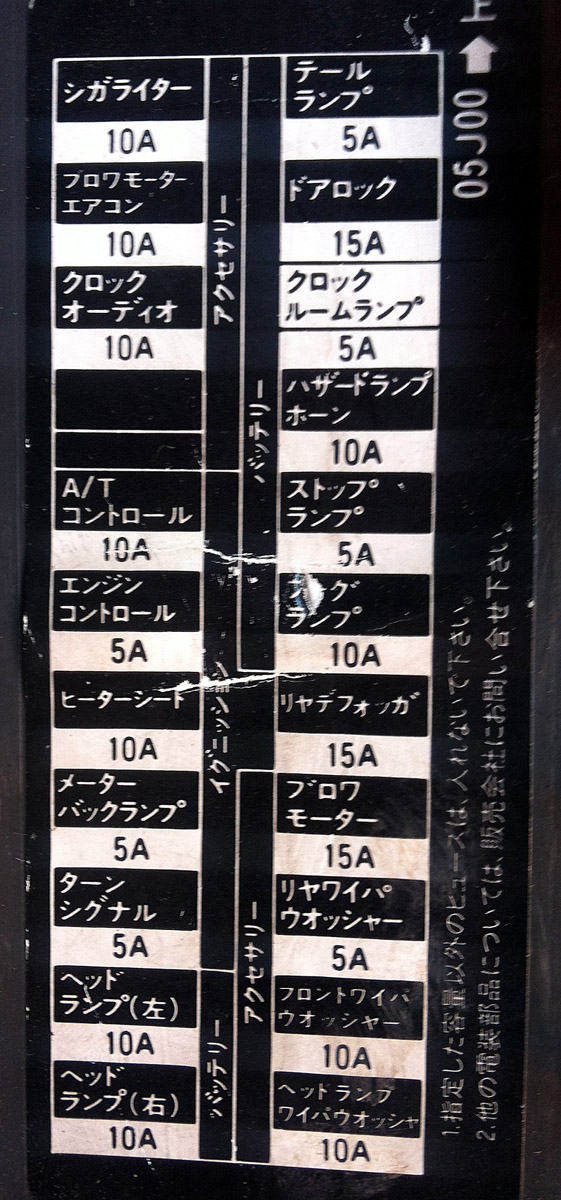 上
05J00
シガライター
10A
ブロワモーター
エアコン
10A
クロック
オーディオ
10A
アクセサリー
A/T
コントロール
10A
エンジン
コントロール
5A
ヒーターシート
10A
メーター
バックランプ
5A
ターン
シグナル
5A
イグニッション
ヘッド
ランプ(左)
10A
ヘッド
ランプ(右)
10A
バッテリー
テール
ランプ
5A
ドアロック
15A
クロック
ルームランプ
5A
ハザードランプ
ホーン
10A
ストップ
ランプ
5A
ランプ
10A
バッテリー
リヤデフォッガ
15A
ブロワ
モーター
15A
リヤワイパ
ウオッシャー
5A
フロントワイパ
ウオッシャー
10A
ヘッドランプ
ワイパウオッシャ
10A
アクセサリー
1.指定した容量以外のヒューズは、入れないで下さい。
2.他の電装部品については、販売会社にお問い合せ下さい。